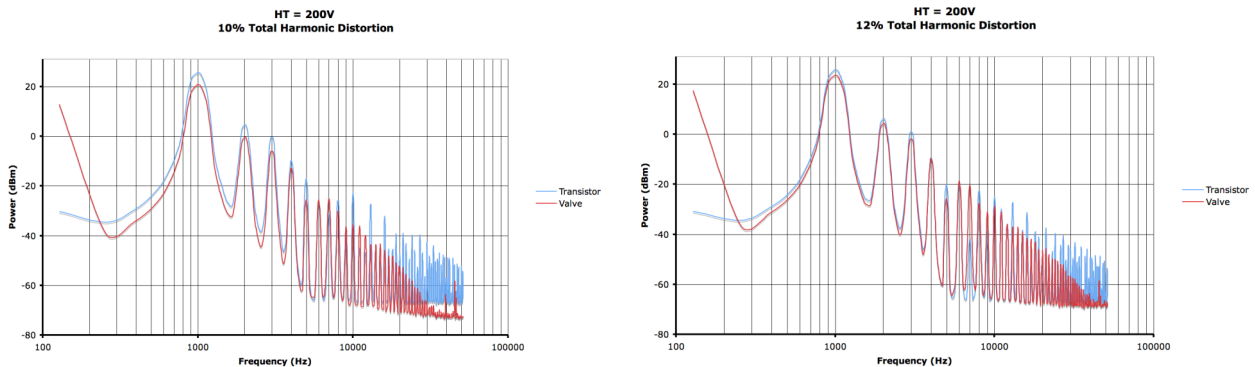 HT = 200V
10% Total Harmonic Distortion
Power (dBm)
20
0
-20
-40
-60
-80
100
1000
10000
100000
Frequency (Hz)
Transistor
Valve
HT = 200V
12% Total Harmonic Distortion
Power (dBm)
20
0
-20
-40
-60
-80
100
1000
10000
100000
Frequency (Hz)
Transistor
Valve